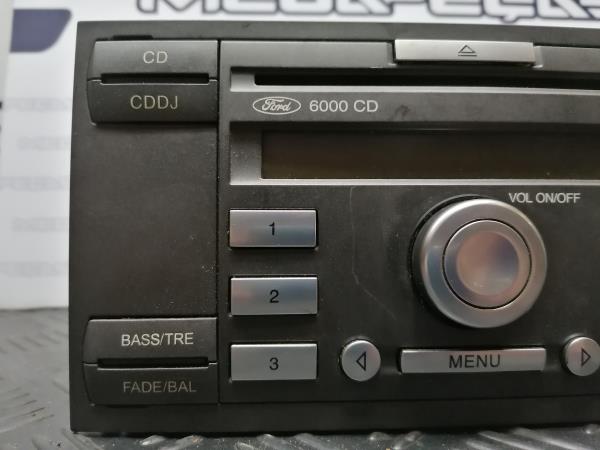 CD
CDDJ
Ford 6000 CD
VOL ON/OFF
1
2
BASS/TRE
3
MENU
FADE/BAL